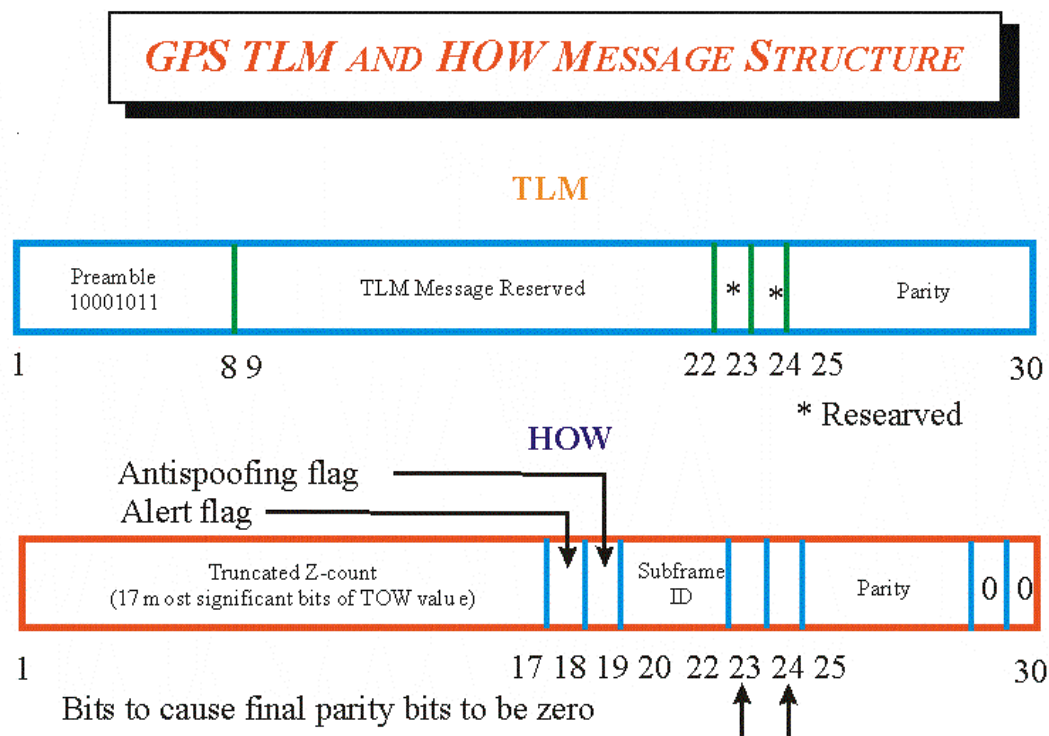 GPS TLM AND HOW MESSAGE STRUCTURE
TLM
Preamble
10001011
TLM Message Reserved
*
*
Parity
1
8 9
22 23 24 25
30
* Researved
HOW
Antispoofing flag
Alert flag
Truncated Z-count
(17 most significant bits of TOW value)
Subframe
ID
Parity
0
0
1
17 18 19 20 22 23 24 25
30
Bits to cause final parity bits to be zero